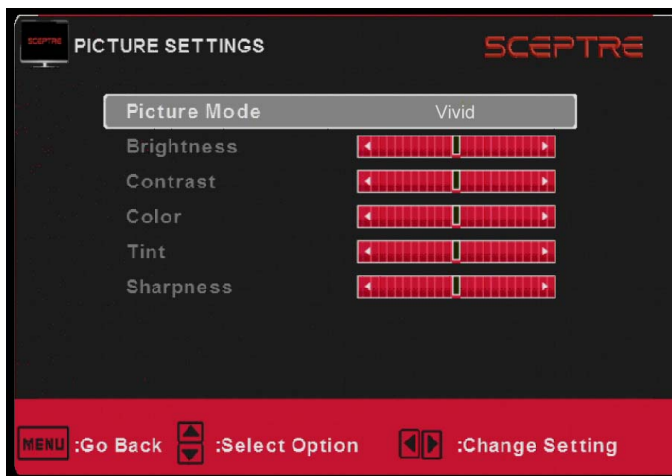 SCEPTRE
PICTURE SETTINGS
SCEPTRE
Picture Mode Vivid
Brightness
Contrast
Color
Tint
Sharpness
MENU :Go Back :Select Option :Change Setting